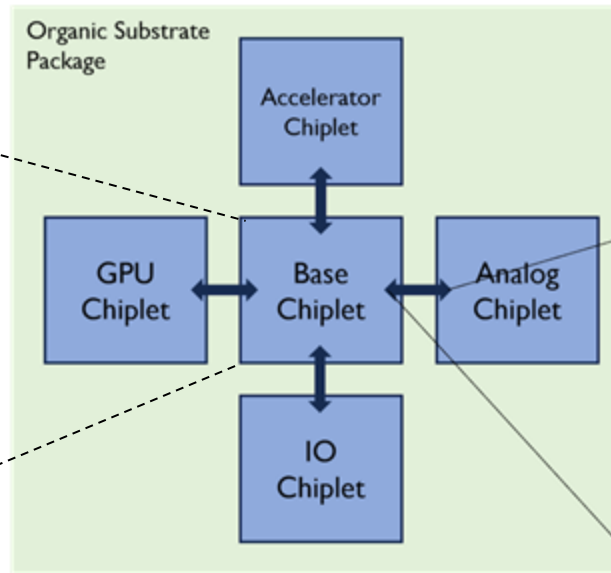 Organic Substrate
Package
Accelerator
Chiplet
GPU
Chiplet
Base
Chiplet
Analog
Chiplet
IO
Chiplet